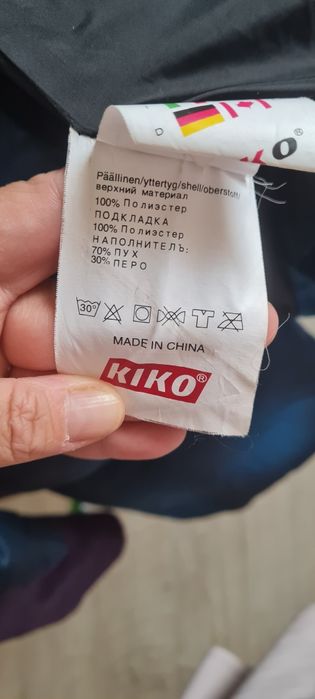 Päällinen/yttertyg/shell/oberstoff/
верхний материал
100% Полиэстер
ПОДКЛАДКА
100% Полиэстер
НАПОЛНИТЕЛЪ:
70% ПУХ
30% ПЕРО
30°
MADE IN CHINA
KIKO®